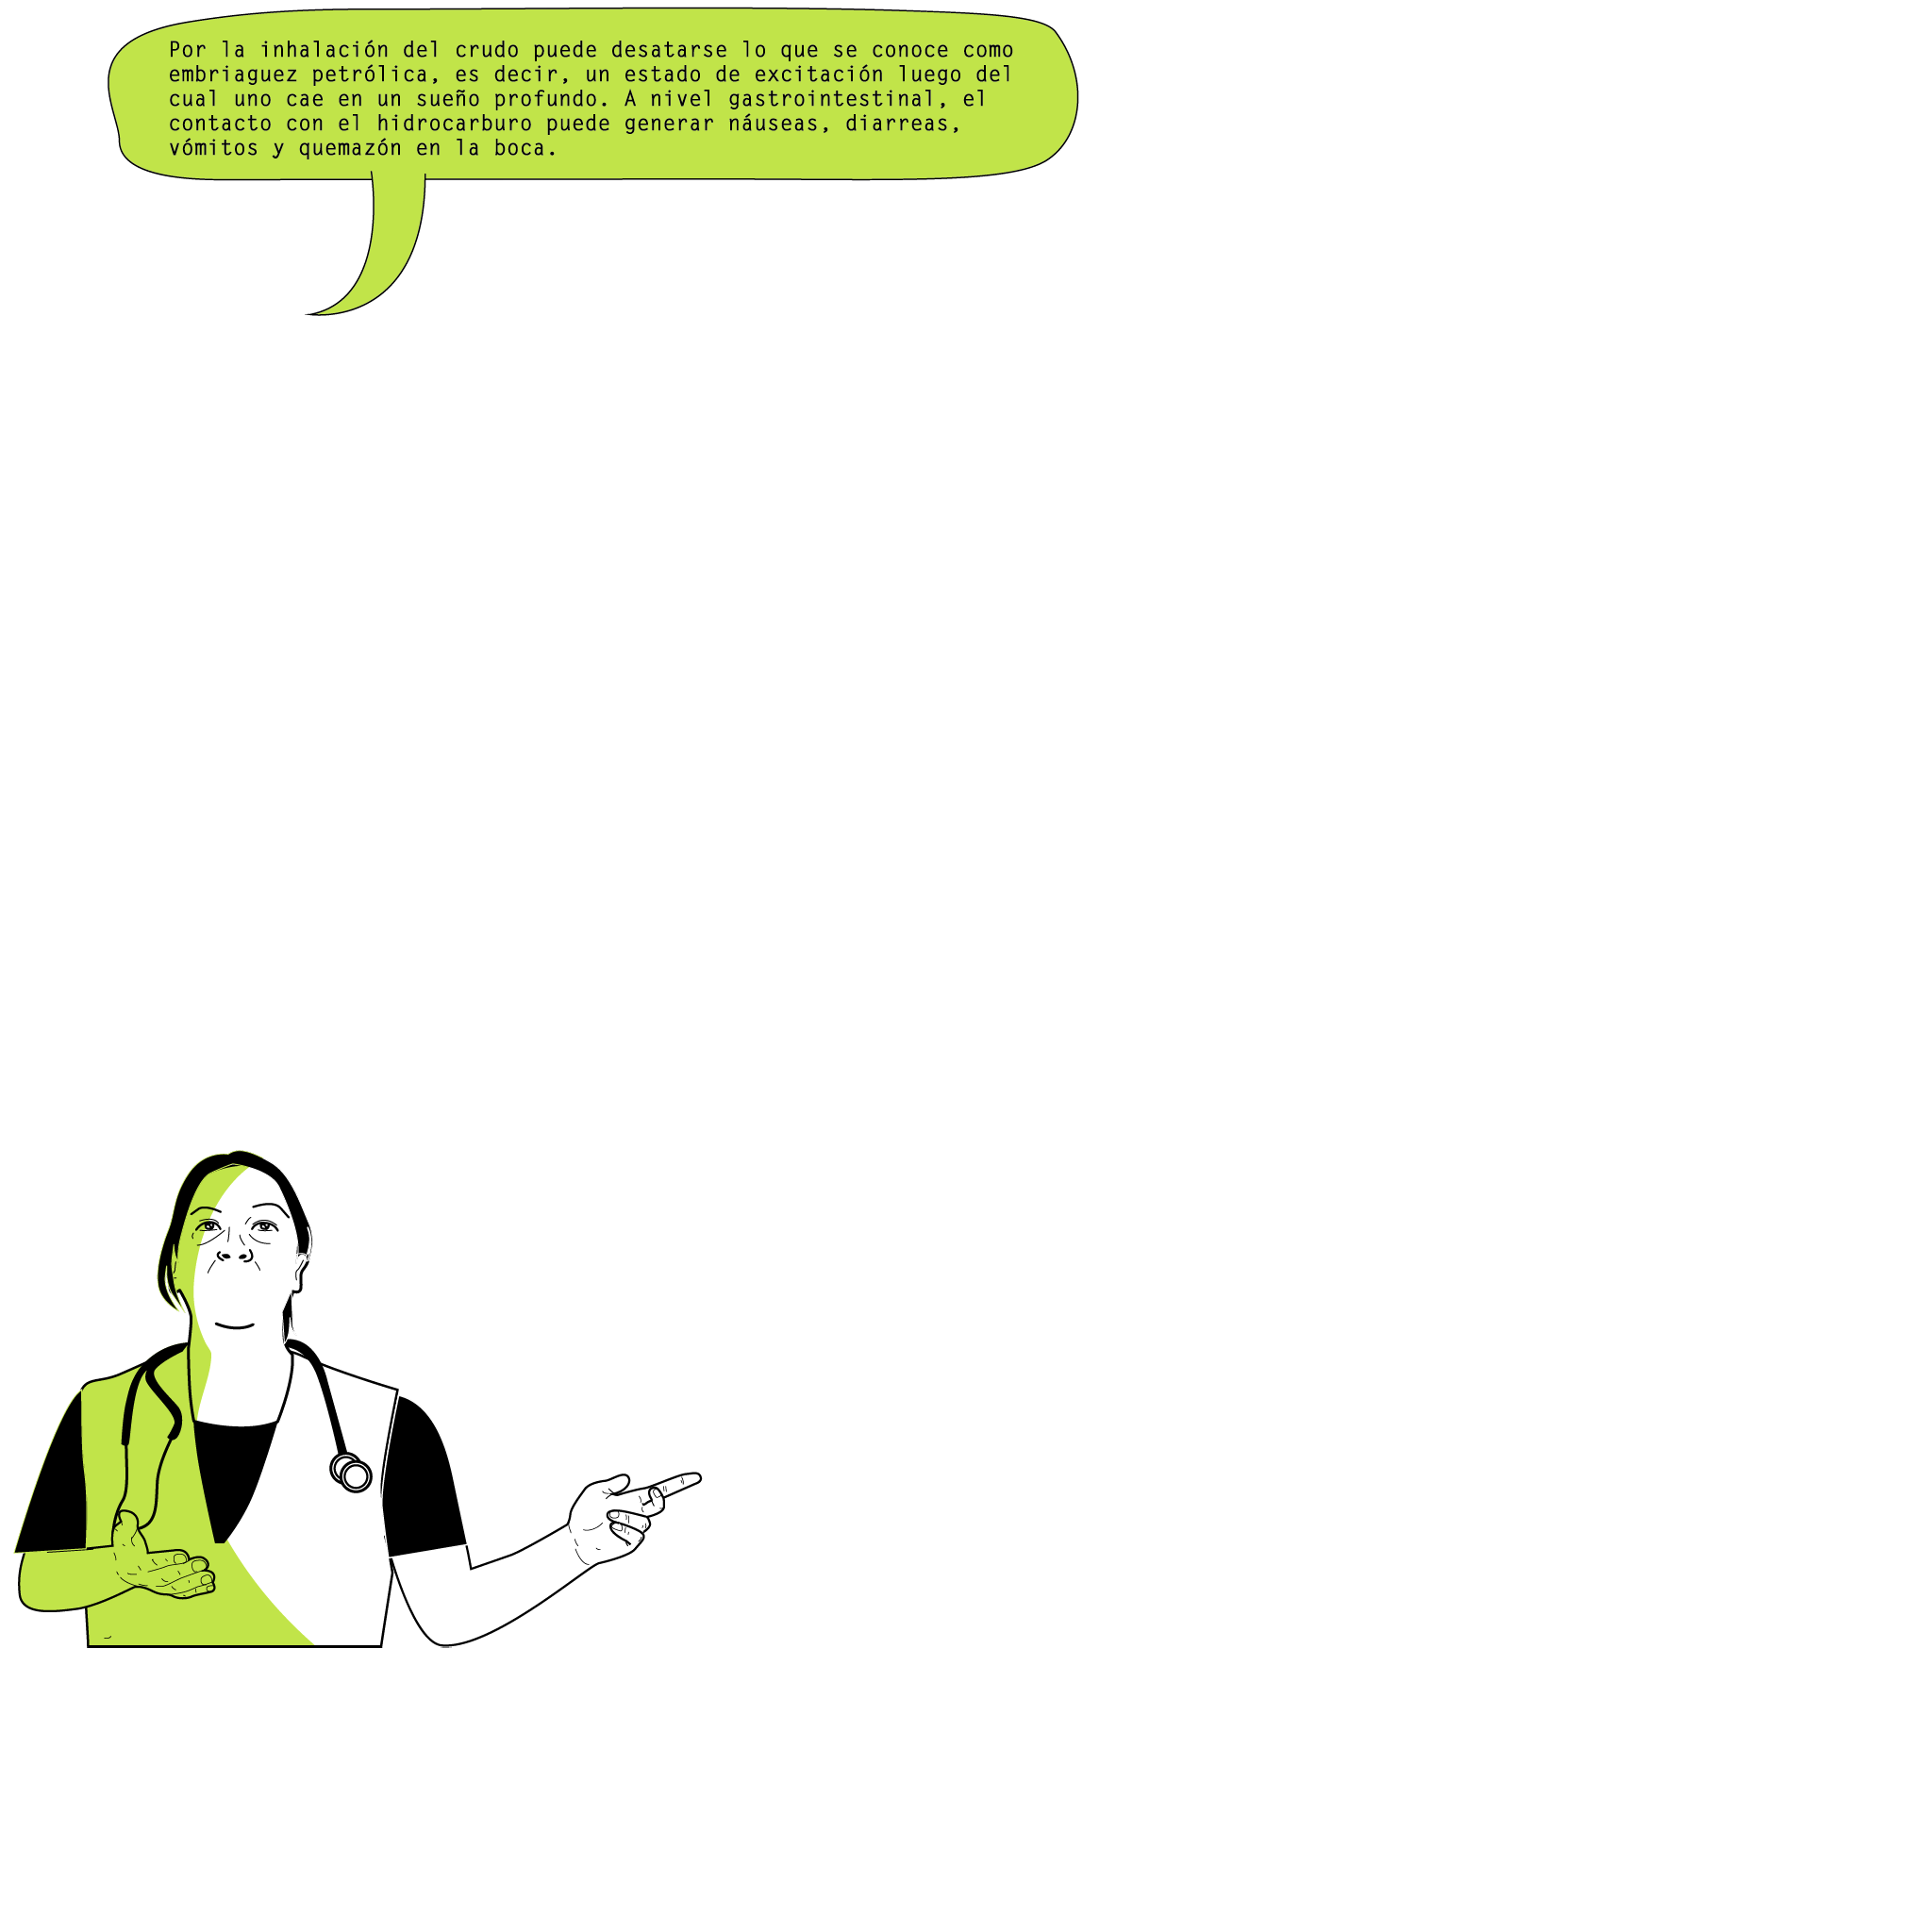 Por la inhalación del crudo puede desatarse lo que se conoce como
embriaguez petrólica, es decir, un estado de excitación luego del
cual uno cae en un sueño profundo. A nivel gastrointestinal, el
contacto con el hidrocarburo puede generar náuseas, diarreas,
vómitos y quemazón en la boca.